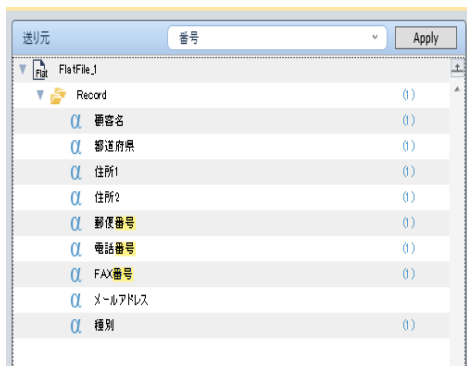 送り元 番号 Apply
Flat FlatFile_1
Record (1)
α 顧客名 (1)
α 都道府県 (1)
α 住所1 (1)
α 住所2 (1)
α 郵便番号 (1)
α 電話番号 (1)
α FAX番号 (1)
α メールアドレス
α 種別 (1)